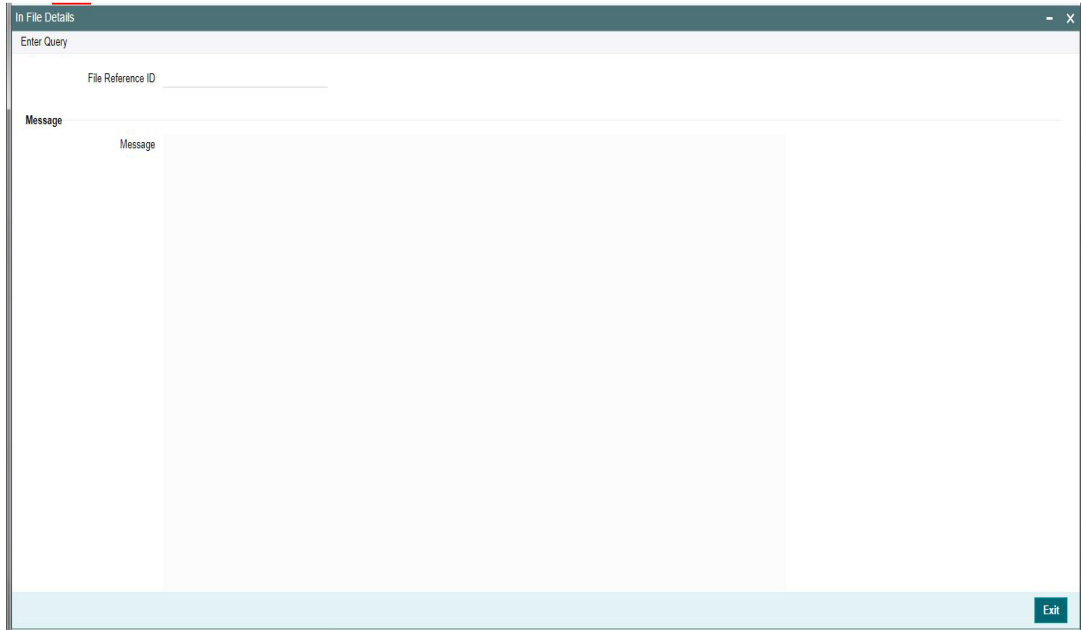 In File Details
Enter Query
File Reference ID
Message
Message
Exit